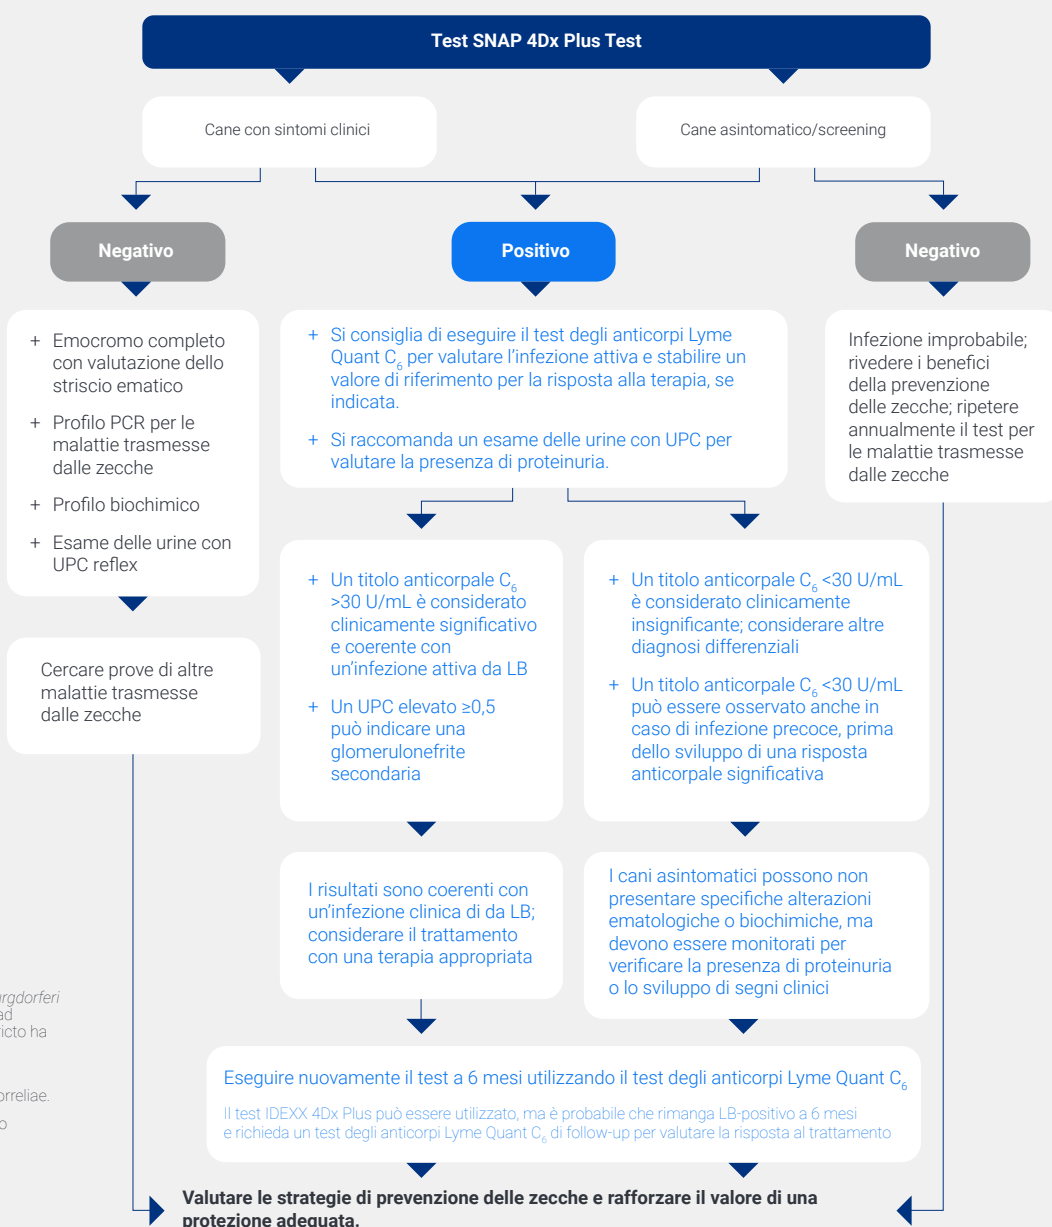 Test SNAP 4Dx Plus Test
Cane con sintomi clinici
Cane asintomatico/screening
Negativo
Positivo
Negativo
+ Emocromo completo
con valutazione dello
striscio ematico
+ Profilo PCR per le
malattie trasmesse
dalle zecche
+ Profilo biochimico
+ Esame delle urine con
UPC reflex
+ Si consiglia di eseguire il test degli anticorpi Lyme
Quant C₆ per valutare l'infezione attiva e stabilire un
valore di riferimento per la risposta alla terapia, se
indicata.
+ Si raccomanda un esame delle urine con UPC per
valutare la presenza di proteinuria.
Infezione improbabile;
rivedere i benefici
della prevenzione
delle zecche; ripetere
annualmente il test per
le malattie trasmesse
dalle zecche
Cercare prove di altre
malattie trasmesse
dalle zecche
+ Un titolo anticorpale C₆
>30 U/mL è considerato
clinicamente significativo
e coerente con
un'infezione attiva da LB
+ Un UPC elevato ≥0,5
può indicare una
glomerulonefrite
secondaria
+ Un titolo anticorpale C₆ <30 U/mL
è considerato clinicamente
insignificante; considerare altre
diagnosi differenziali
+ Un titolo anticorpale C₆ <30 U/mL
può essere osservato anche in
caso di infezione precoce, prima
dello sviluppo di una risposta
anticorpale significativa
I risultati sono coerenti con
un'infezione clinica di da LB;
considerare il trattamento
con una terapia appropriata
I cani asintomatici possono non
presentare specifiche alterazioni
ematologiche o biochimiche, ma
devono essere monitorati per
verificare la presenza di proteinuria
o lo sviluppo di segni clinici
rgdorferi
ad
icto ha
orreliae.
o
Eseguire nuovamente il test a 6 mesi utilizzando il test degli anticorpi Lyme Quant C₆
Il test IDEXX 4Dx Plus può essere utilizzato, ma è probabile che rimanga LB-positivo a 6 mesi
e richieda un test degli anticorpi Lyme Quant C₆ di follow-up per valutare la risposta al trattamento
Valutare le strategie di prevenzione delle zecche e rafforzare il valore di una
protezione adeguata.